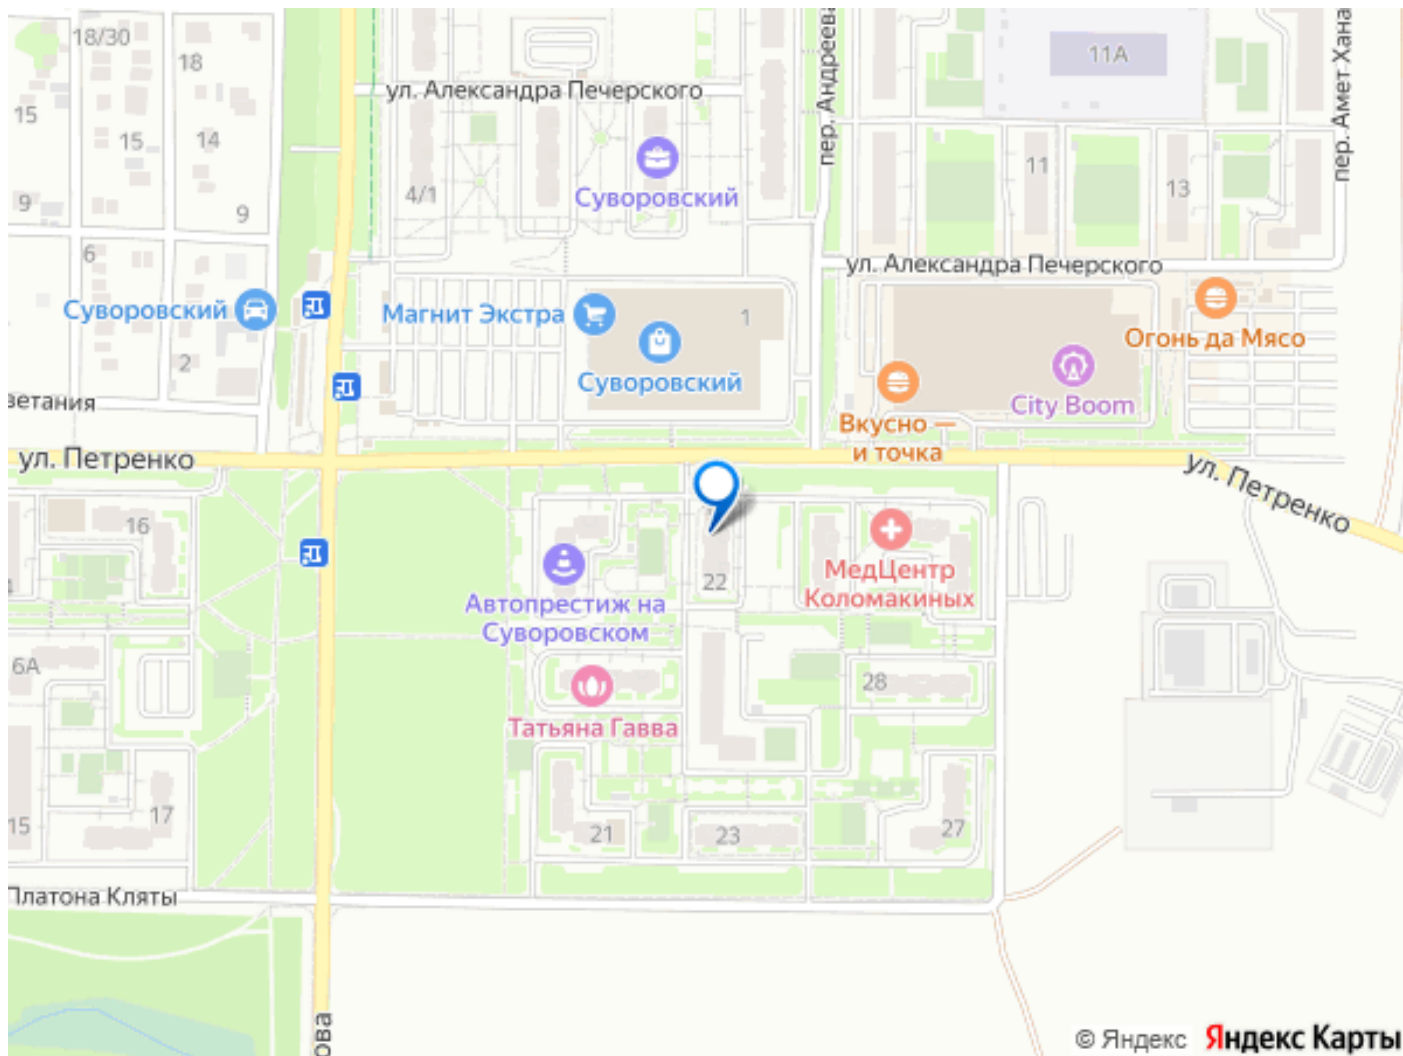 18/30
18
11А
пер. Андреева
пер. Амет Хана
ул. Александра Печерского
15
15
14
11
13
4/1
Суворовский
9
9
6
ул. Александра Печерского
Суворовский
Магнит Экстра
1
Огонь да Мясо
2
Суворовский
City Boom
зетания
Вкусно —
и точка
ул. Петренко
ул. Петренко
16
22
МедЦентр
Коломакиных
Автопрестиж на
Суворовском
6А
28
Татьяна Гавва
17
15
21
23
27
Платона Кляты
ова
© Яндекс
Яндекс Карты